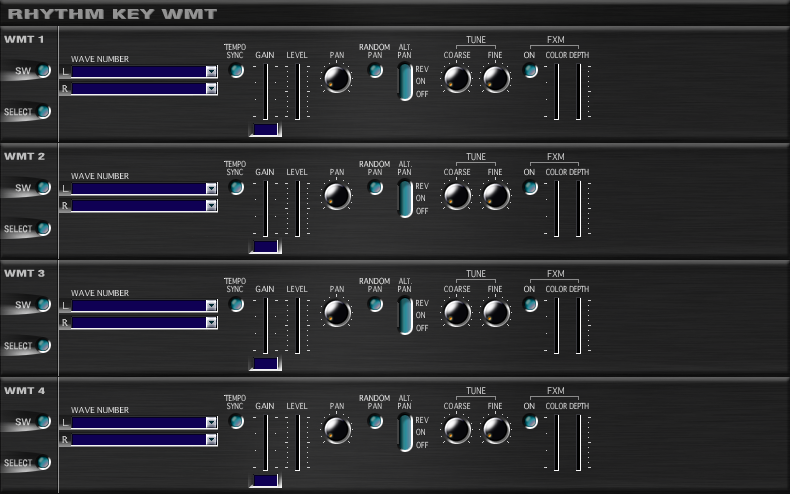 RHYTHM KEY WMT
WMT 1
SW
SELECT
WAVE NUMBER
L
R
TEMPO
SYNC
GAIN
LEVEL
PAN
RANDOM
PAN
ALT.
PAN
REV
ON
OFF
TUNE
COARSE
FINE
FXM
ON
COLOR
DEPTH
WMT 2
SW
SELECT
WAVE NUMBER
L
R
TEMPO
SYNC
GAIN
LEVEL
PAN
RANDOM
PAN
ALT.
PAN
REV
ON
OFF
TUNE
COARSE
FINE
FXM
ON
COLOR
DEPTH
WMT 3
SW
SELECT
WAVE NUMBER
L
R
TEMPO
SYNC
GAIN
LEVEL
PAN
RANDOM
PAN
ALT.
PAN
REV
ON
OFF
TUNE
COARSE
FINE
FXM
ON
COLOR
DEPTH
WMT 4
SW
SELECT
WAVE NUMBER
L
R
TEMPO
SYNC
GAIN
LEVEL
PAN
RANDOM
PAN
ALT.
PAN
REV
ON
OFF
TUNE
COARSE
FINE
FXM
ON
COLOR
DEPTH